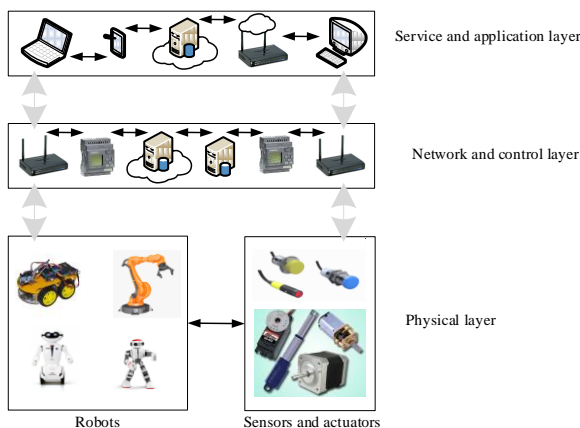 Service and application layer
Network and control layer
Physical layer
Robots
Sensors and actuators